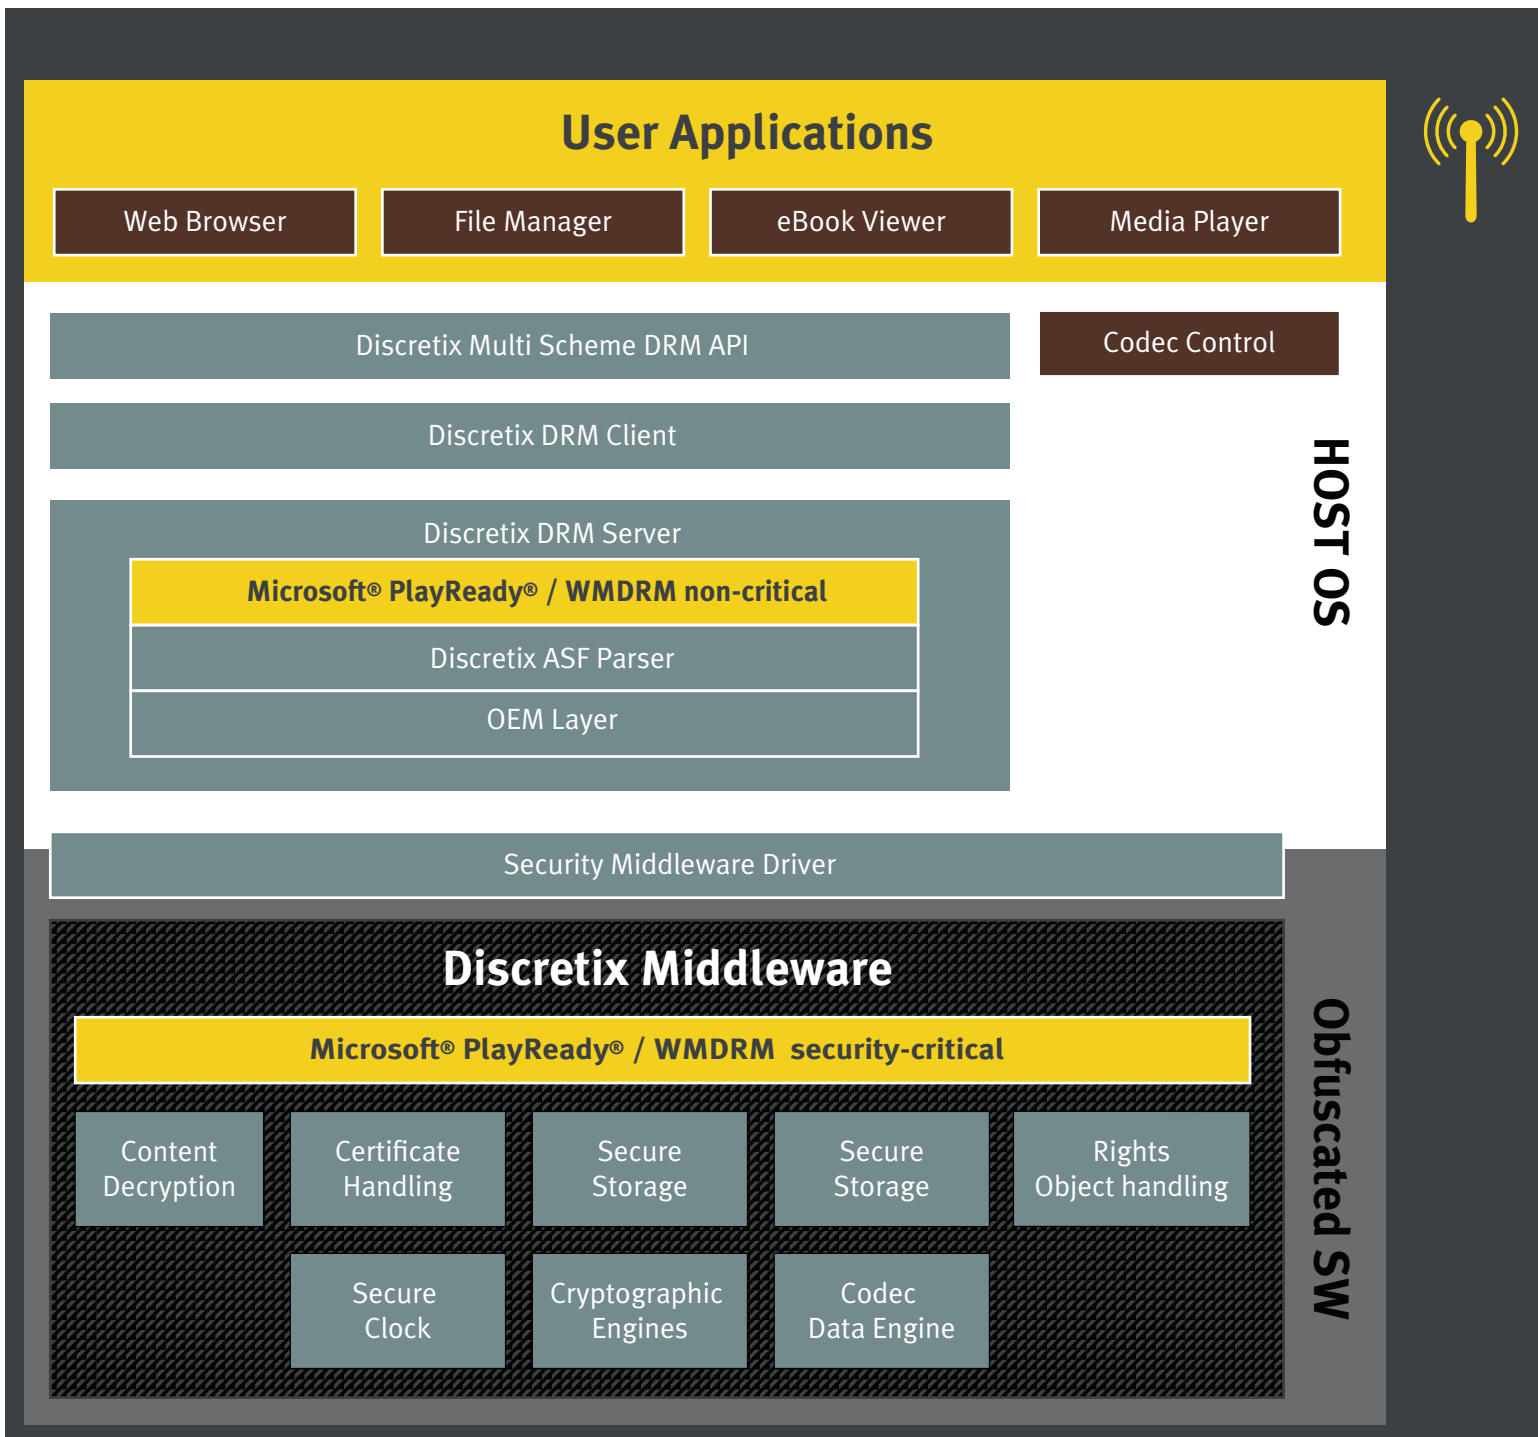 User Applications
Web Browser
File Manager
eBook Viewer
Media Player
Discretix Multi Scheme DRM API
Codec Control
Discretix DRM Client
HOST OS
Discretix DRM Server
Microsoft® PlayReady® / WMDRM non-critical
Discretix ASF Parser
OEM Layer
Security Middleware Driver
Discretix Middleware
Microsoft® PlayReady® / WMDRM security-critical
Obfuscated SW
Content
Decryption
Certificate
Handling
Secure
Storage
Secure
Storage
Rights
Object handling
Secure
Clock
Cryptographic
Engines
Codec
Data Engine